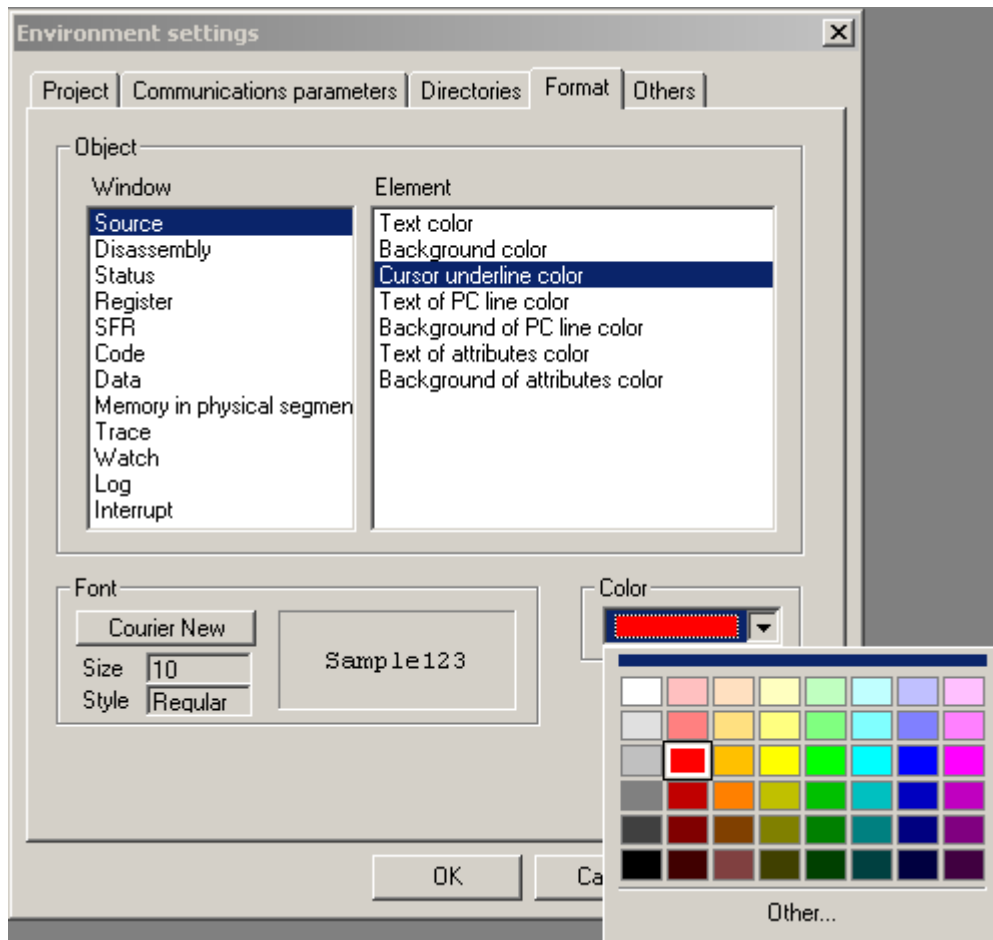 Environment settings
Project Communications parameters Directories Format Others
Object
Window Element
Source
Disassembly
Status
Register
SFR
Code
Data
Memory in physical segmen
Trace
Watch
Log
Interrupt
Text color
Background color
Cursor underline color
Text of PC line color
Background of PC line color
Text of attributes color
Background of attributes color
Font
Courier New
Size 10
Style Regular
Sample123
Color
Other...
OK
Ca